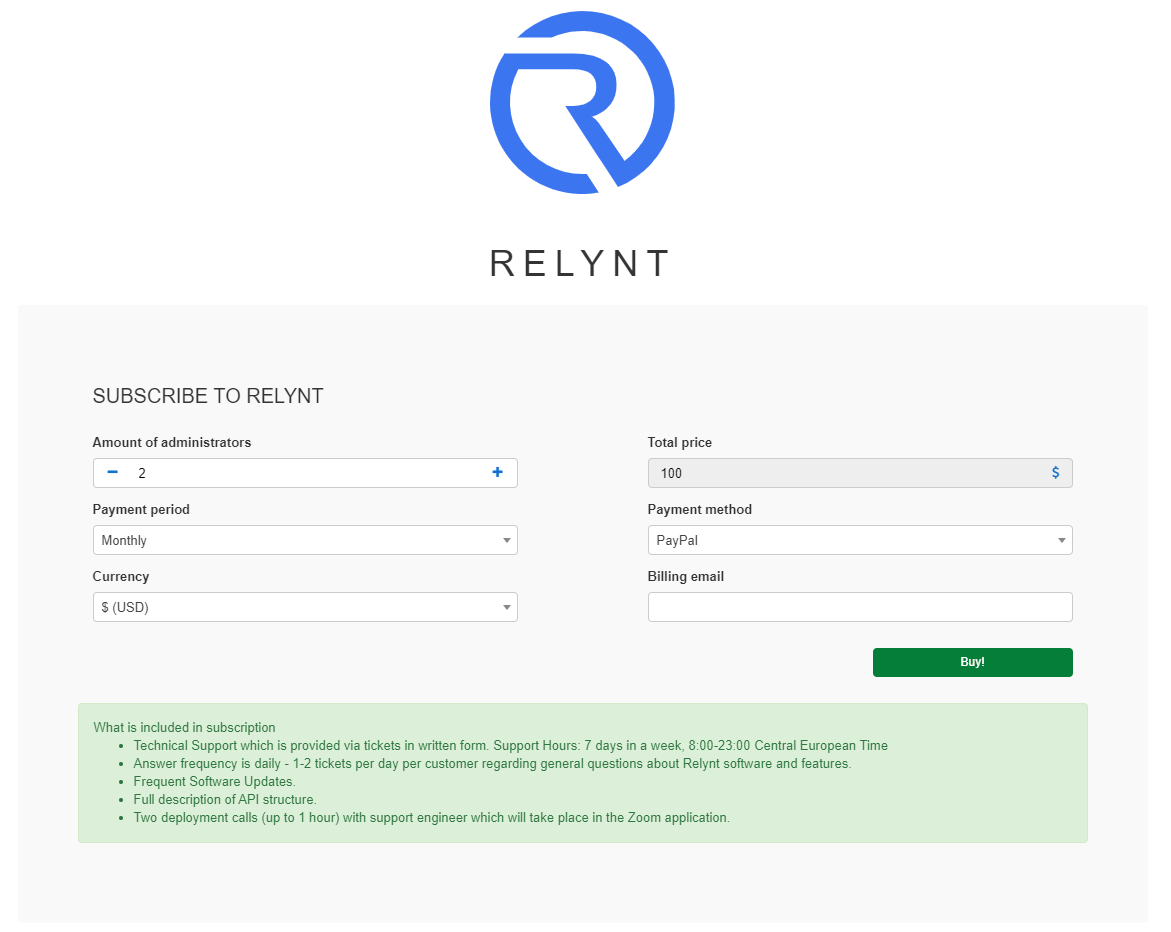 RELYNT
SUBSCRIBE TO RELYNT
Amount of administrators
2
Total price
100 $
Payment period
Monthly
Payment method
PayPal
Currency
$ (USD)
Billing email
Buy!
What is included in subscription
Technical Support which is provided via tickets in written form. Support Hours: 7 days in a week, 8:00-23:00 Central European Time
Answer frequency is daily - 1-2 tickets per day per customer regarding general questions about Relynt software and features.
Frequent Software Updates.
Full description of API structure.
Two deployment calls (up to 1 hour) with support engineer which will take place in the Zoom application.